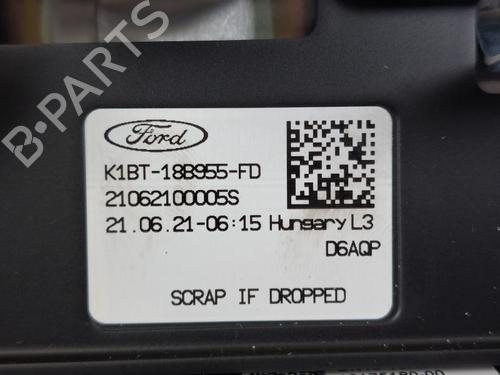 B-PARTS
Ford
K1BT-18B955-FD
21062100005S
21.06.21-06:15 Hungary L3
D6AQP
SCRAP IF DROPPED